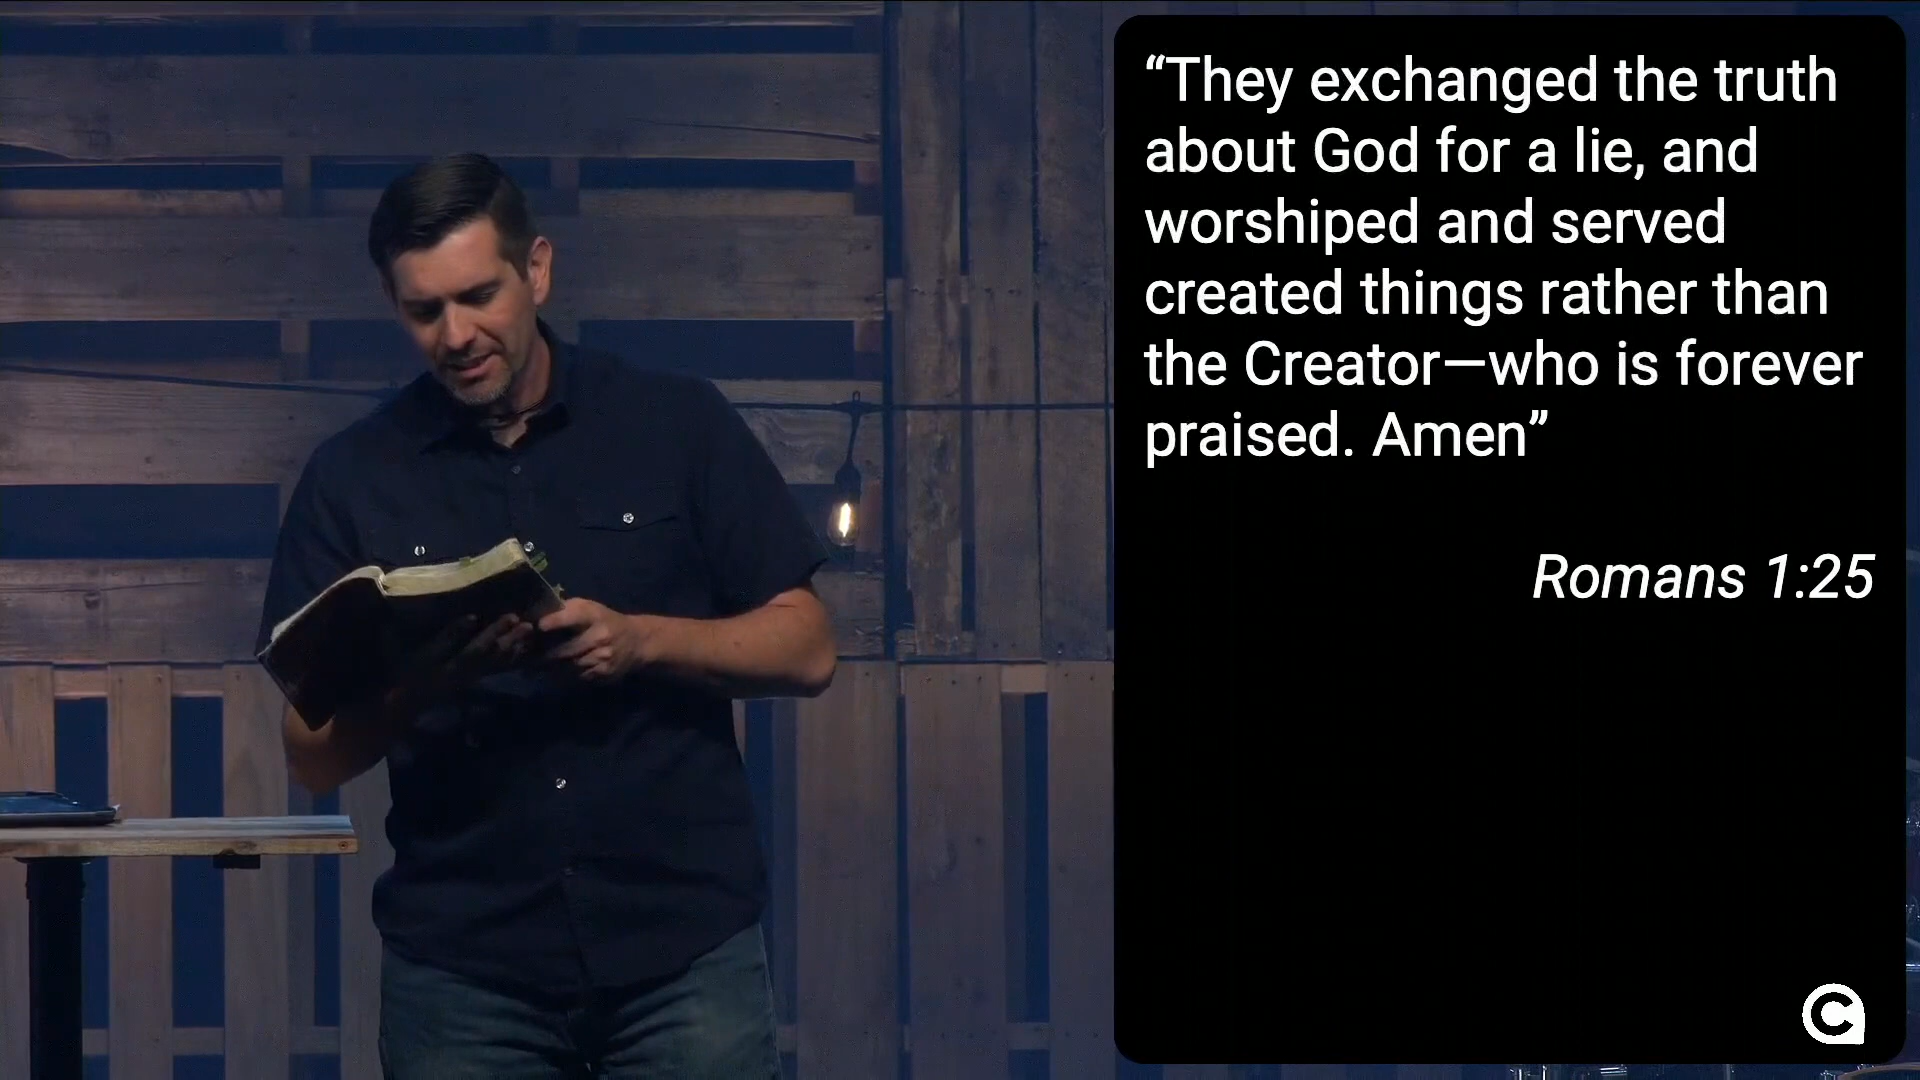 “They exchanged the truth
about God for a lie, and
worshiped and served
created things rather than
the Creator—who is forever
praised. Amen”
Romans 1:25